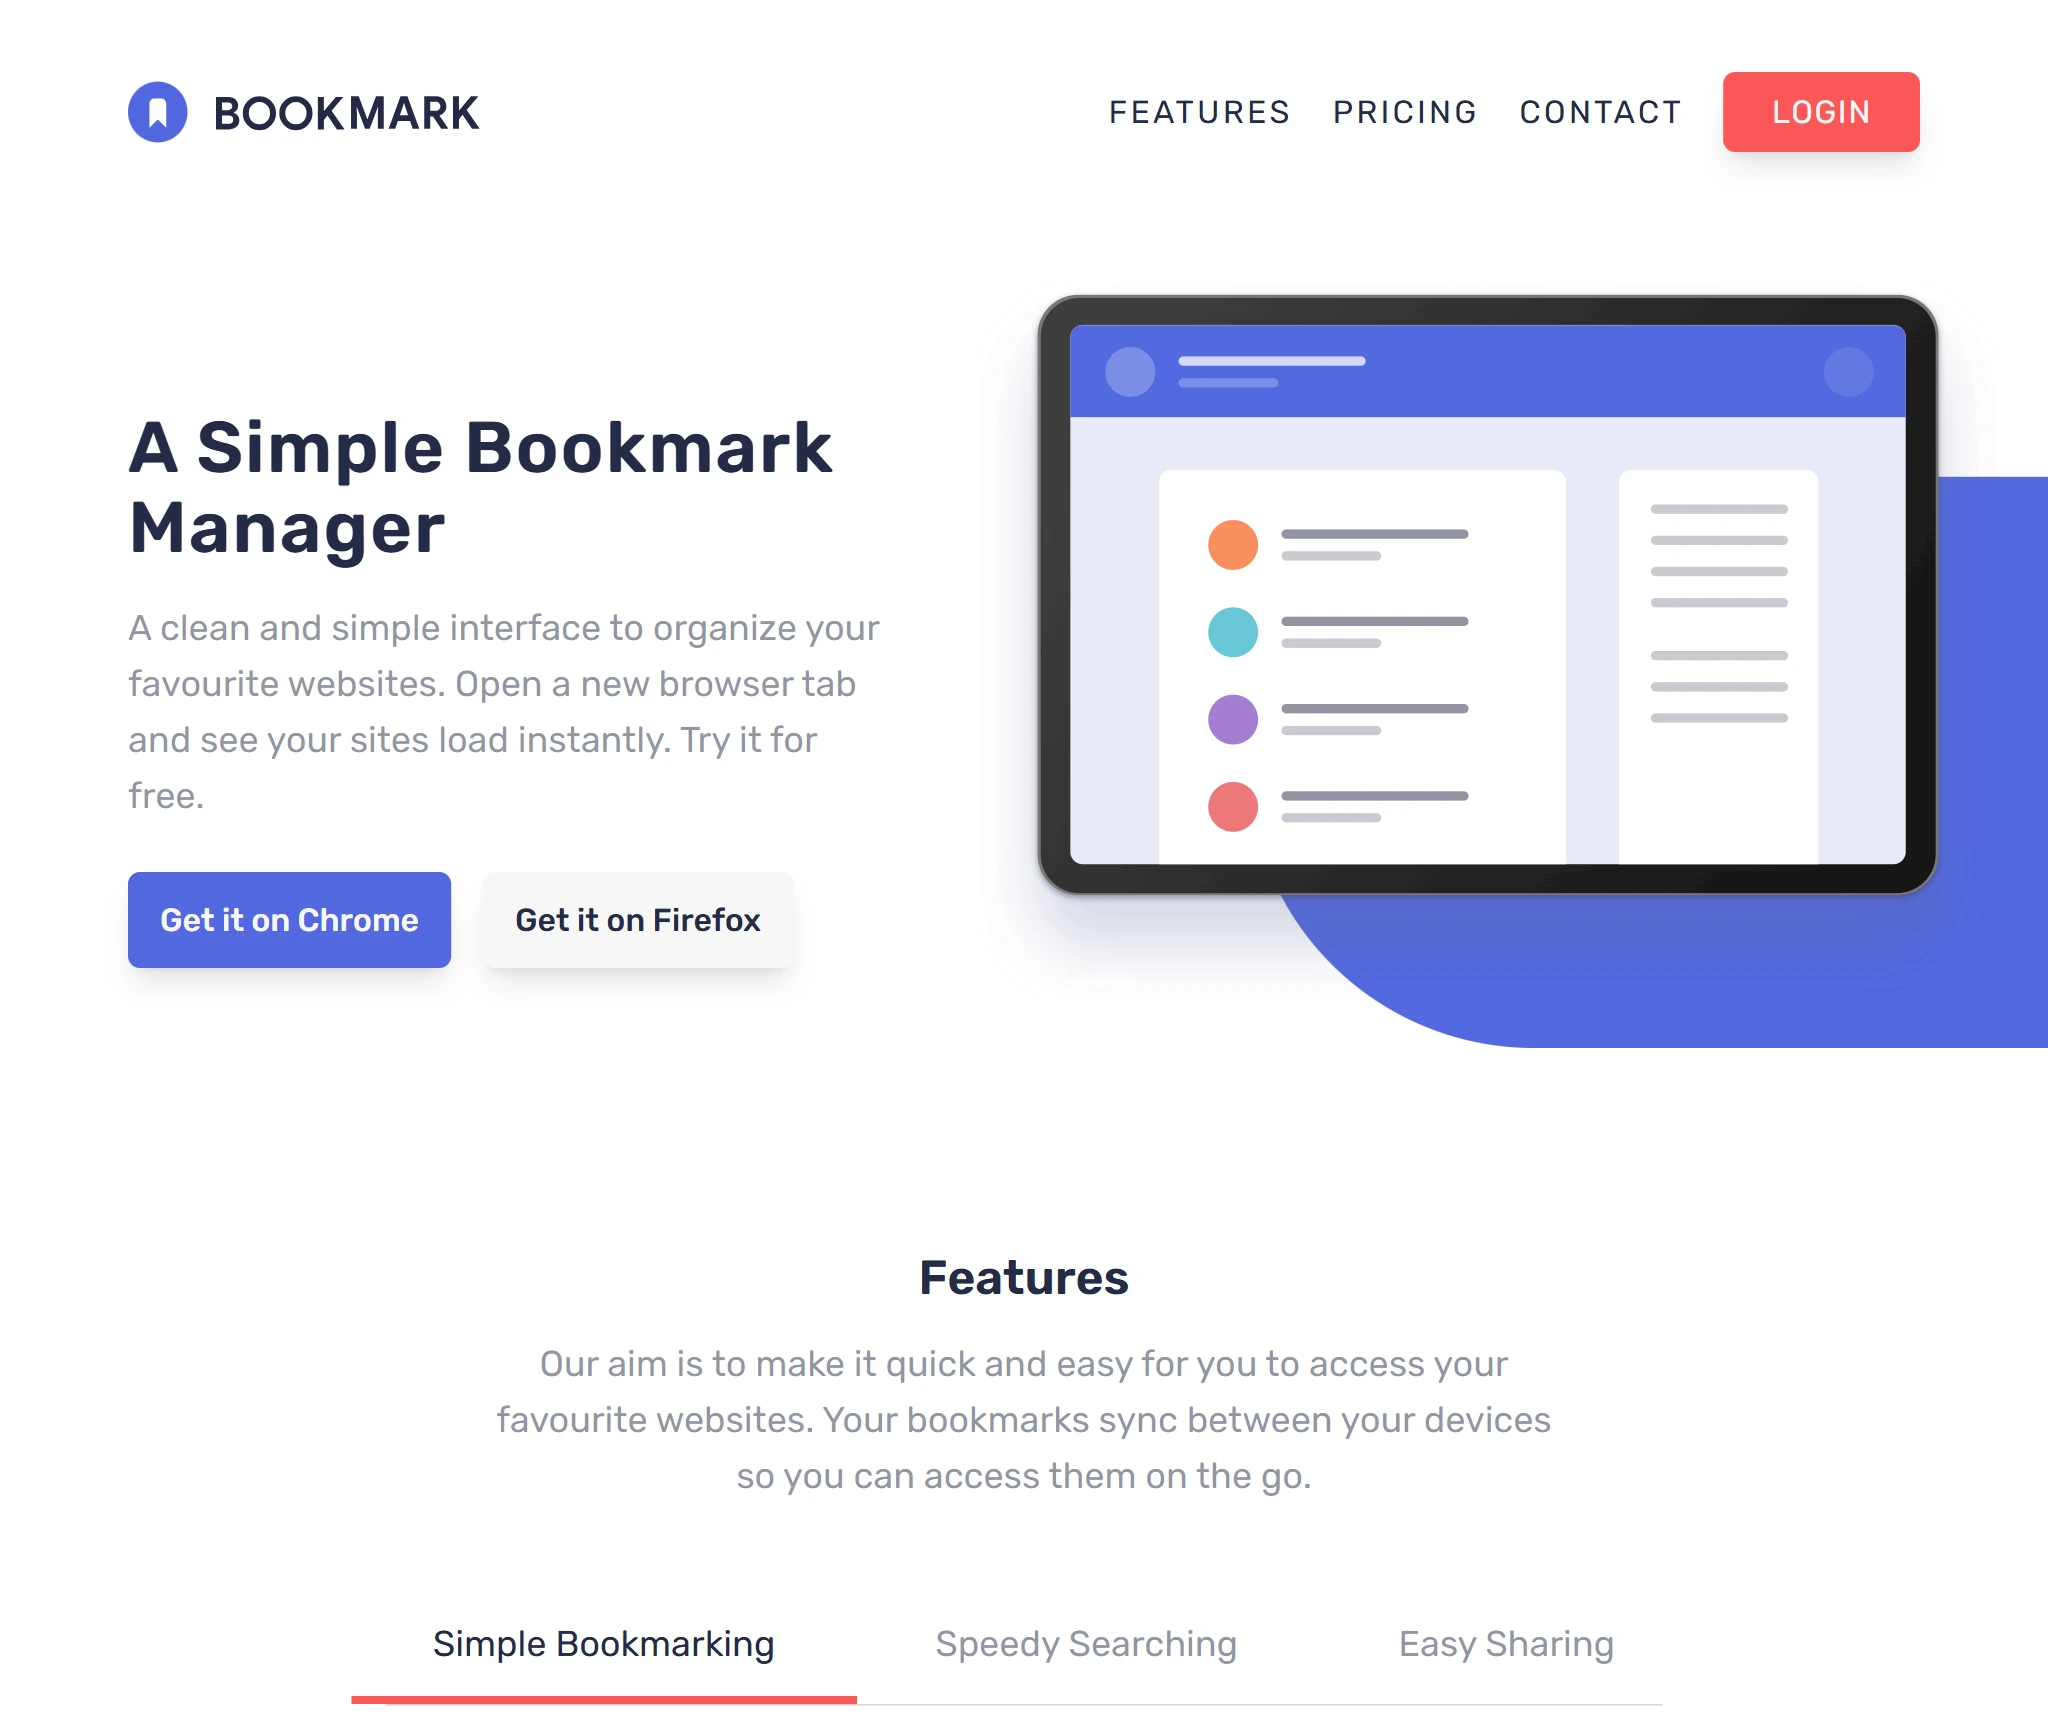 BOOKMARK
FEATURES PRICING CONTACT LOGIN
A Simple Bookmark
Manager
A clean and simple interface to organize your
favourite websites. Open a new browser tab
and see your sites load instantly. Try it for
free.
Get it on Chrome Get it on Firefox
Features
Our aim is to make it quick and easy for you to access your
favourite websites. Your bookmarks sync between your devices
so you can access them on the go.
Simple Bookmarking Speedy Searching Easy Sharing